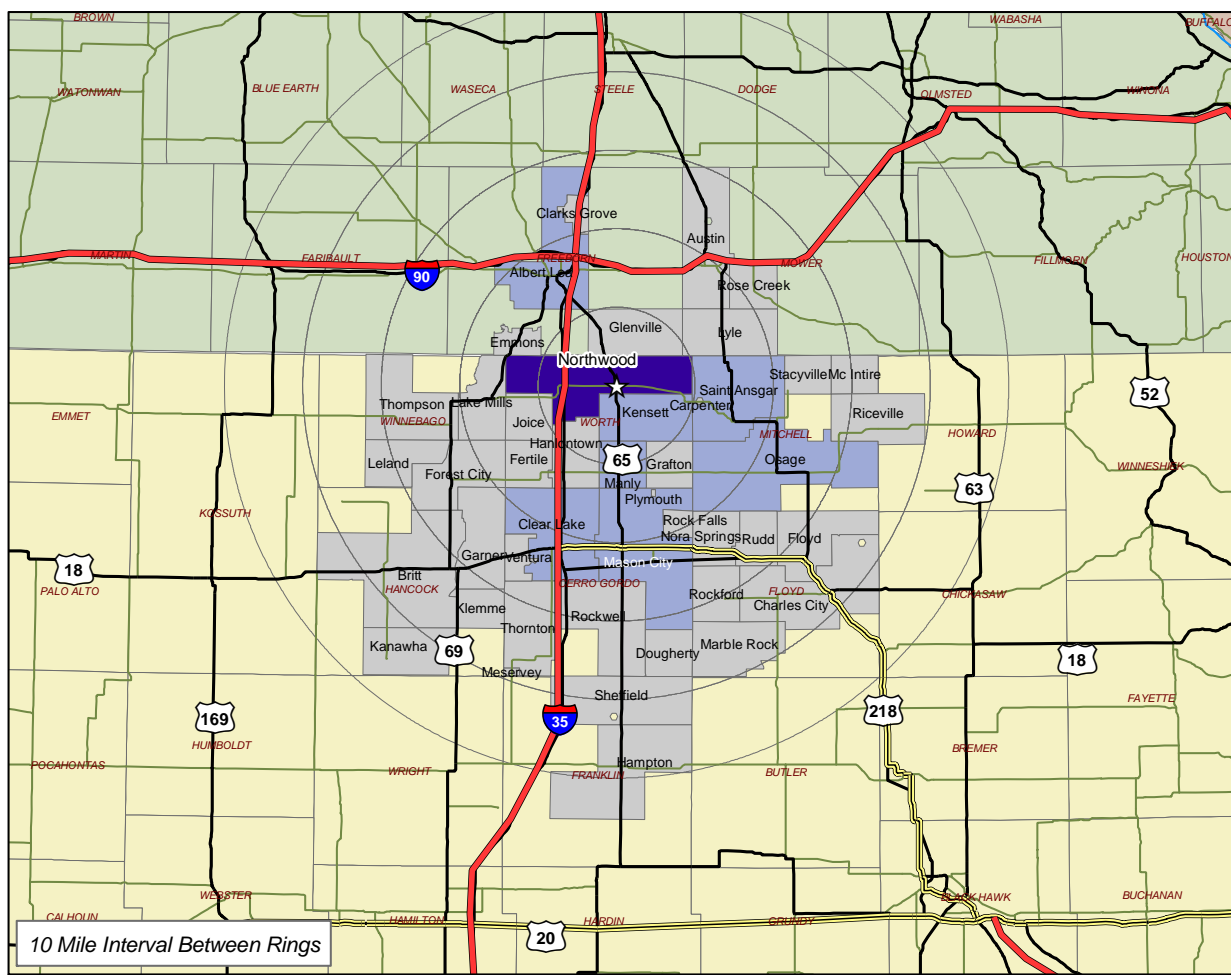 BROWN
WABASHA
BUFFALO
WATONWAN
BLUE EARTH
WASECA
STEELE
DODGE
OLMSTED
WINONA
Clarks Grove
Austin
MARTIN
FARIBAULT
FREEBORN
MOWER
FILLMORN
HOUSTON
90
Albert Lea
Rose Creek
Glenville
Lyle
Emmons
Northwood
Stacyville
Mc Intire
Saint Ansgar
Thompson
Lake Mills
Carpenter
Kensett
Riceville
52
EMMET
WINNEBAGO
Joice
WORTH
MITCHELL
HOWARD
Hanlontown
Leland
Fertile
65
Grafton
Osage
WINNESHIEK
Forest City
Manly
63
Plymouth
KOSSUTH
Clear Lake
Rock Falls
Nora Springs
Rudd
Floyd
Garner
Ventura
Mason City
18
Britt
CERRO GORDO
PALO ALTO
HANCOCK
Rockford
FLOYD
CHICKASAW
Klemme
Rockwell
Charles City
Thornton
Kanawha
69
Dougherty
Marble Rock
18
Meservey
Sheffield
FAYETTE
169
35
218
HUMBOLDT
BREMER
POCAHONTAS
WRIGHT
Hampton
FRANKLIN
BUTLER
WEBSTER
BLACK HAWK
BUCHANAN
CALHOUN
HAMILTON
HARDIN
GRUNDY
20
10 Mile Interval Between Rings